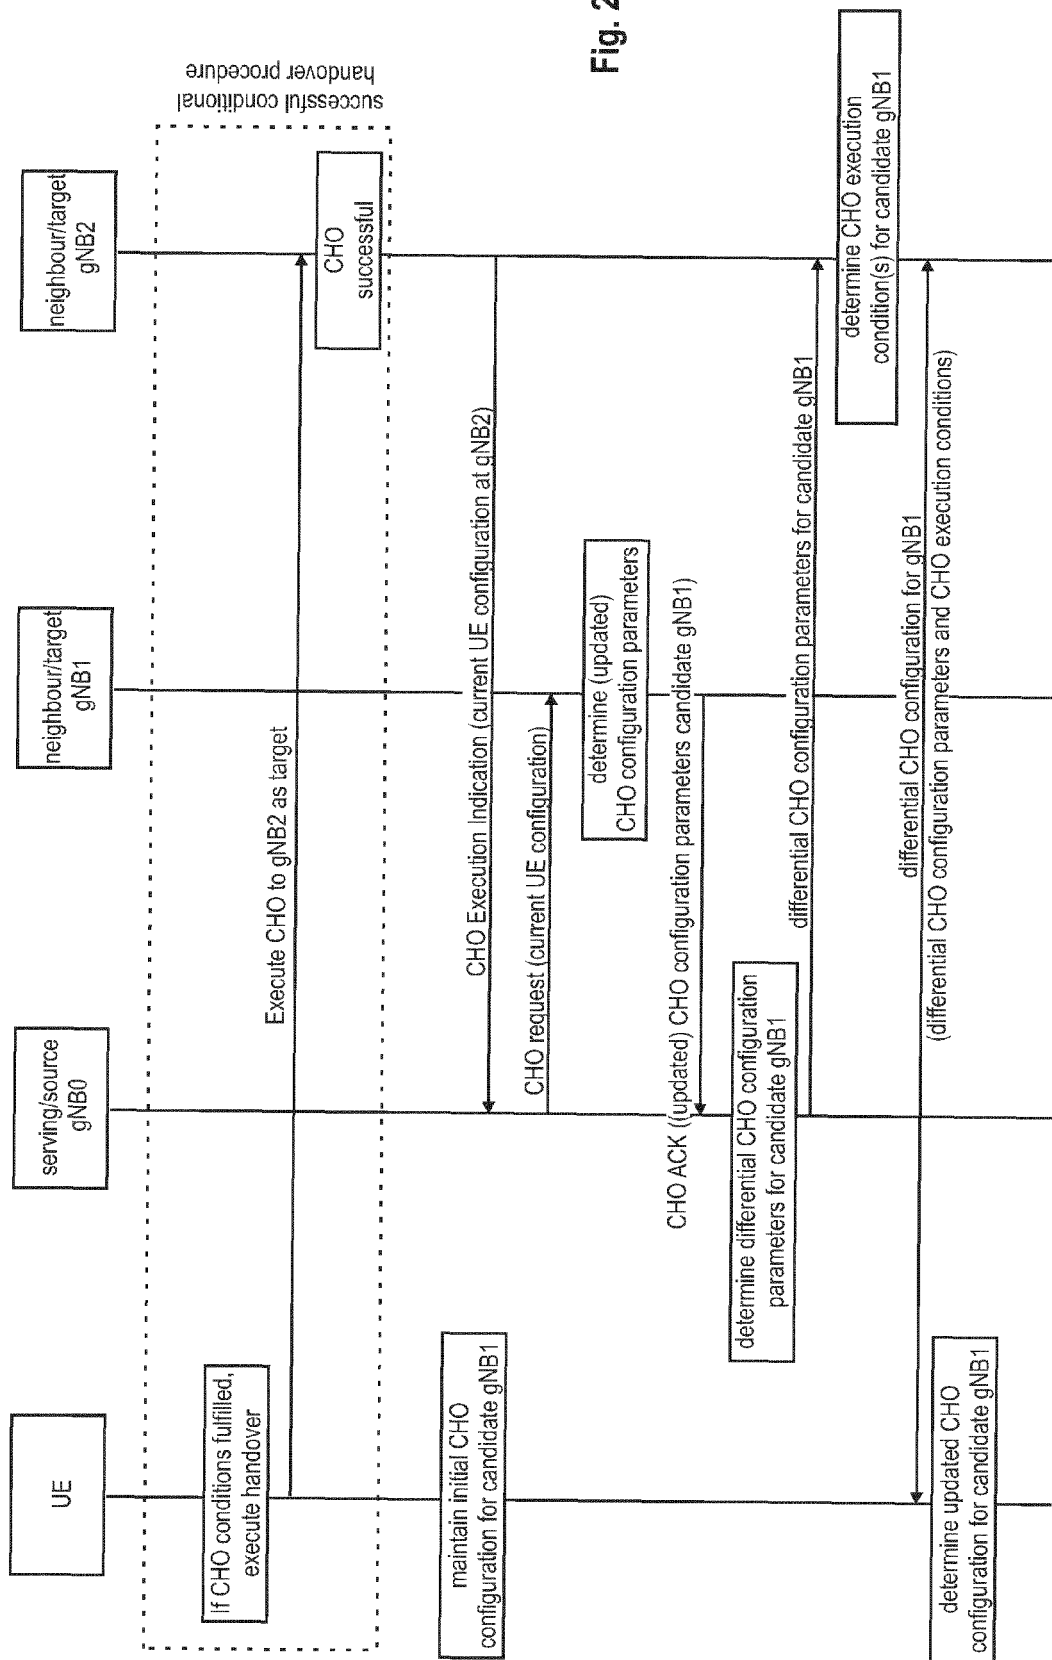 UE
serving/source
gNB0
neighbour/target
gNB1
neighbour/target
gNB2
successful conditional
handover procedure
If CHO conditions fulfilled,
execute handover
Execute CHO to gNB2 as target
CHO
successful
maintain initial CHO
configuration for candidate gNB1
CHO Execution Indication (current UE configuration at gNB2)
CHO request (current UE configuration)
determine (updated)
CHO configuration parameters
CHO ACK ((updated) CHO configuration parameters candidate gNB1)
determine differential CHO configuration
parameters for candidate gNB1
differential CHO configuration parameters for candidate gNB1
determine CHO execution
condition(s) for candidate gNB1
differential CHO configuration for gNB1
(differential CHO configuration parameters and CHO execution conditions)
determine updated CHO
configuration for candidate gNB1
Fig. 2